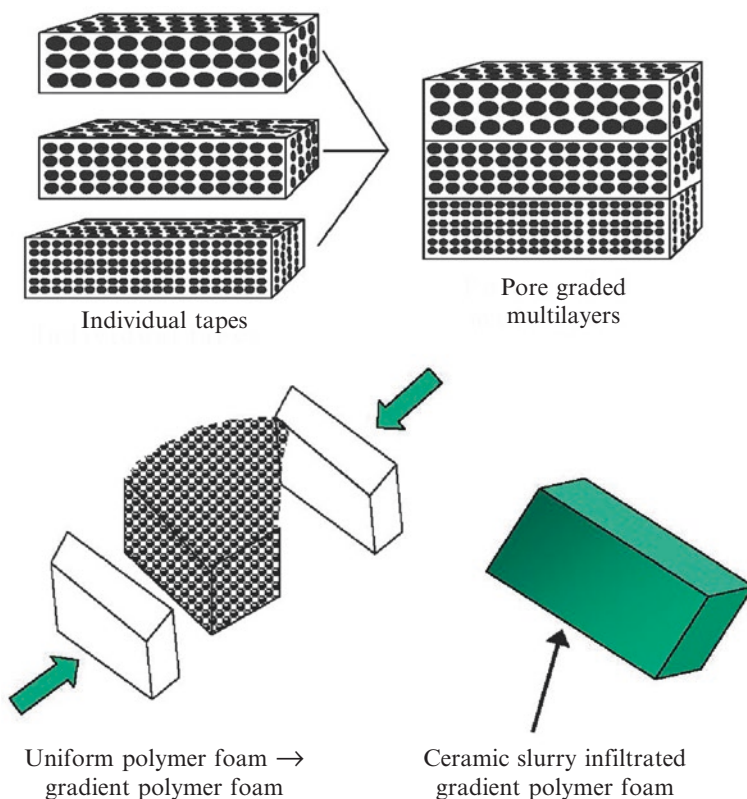 Individual tapes
Pore graded
multilayers
Uniform polymer foam →
gradient polymer foam
Ceramic slurry infiltrated
gradient polymer foam